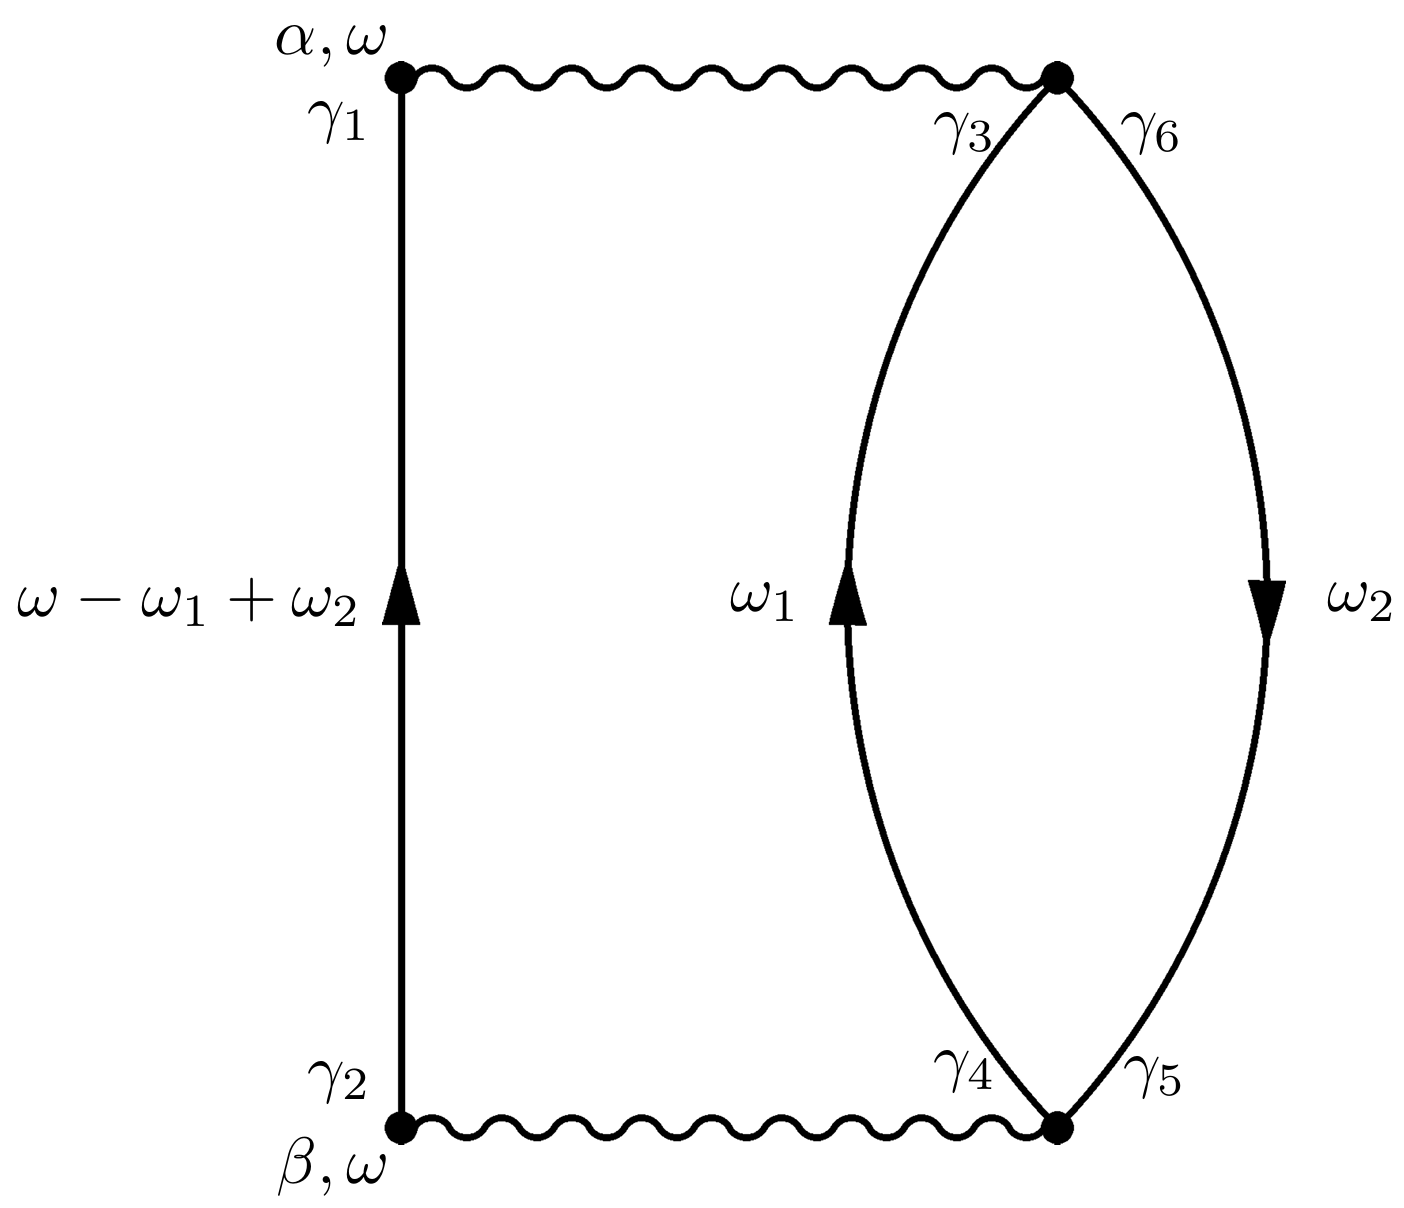 α, ω
γ₁
γ₃
γ₆
ω − ω₁ + ω₂
ω₁
ω₂
γ₂
γ₄
γ₅
β, ω